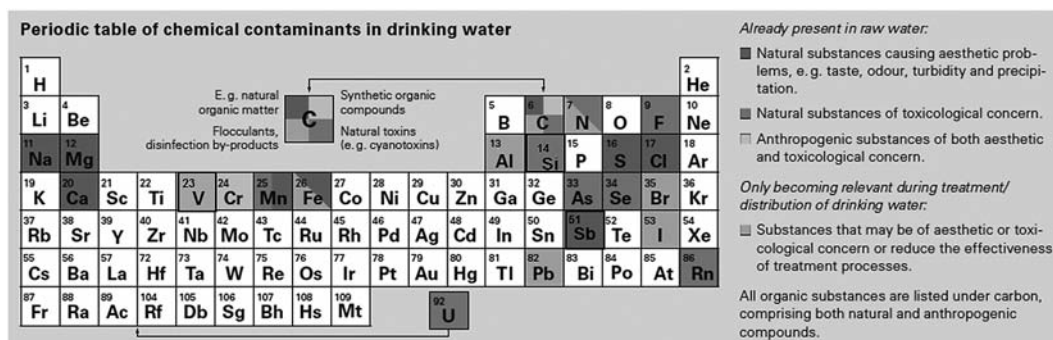 Periodic table of chemical contaminants in drinking water
1 H 2 He
E. g. natural organic matter
Synthetic organic compounds
Flocculants, disinfection by-products
Natural toxins (e. g. cyanotoxins)
C
3 Li 4 Be 5 B 6 C 7 N 8 O 9 F 10 Ne
11 Na 12 Mg 13 Al 14 Si 15 P 16 S 17 Cl 18 Ar
19 K 20 Ca 21 Sc 22 Ti 23 V 24 Cr 25 Mn 26 Fe 27 Co 28 Ni 29 Cu 30 Zn 31 Ga 32 Ge 33 As 34 Se 35 Br 36 Kr
37 Rb 38 Sr 39 Y 40 Zr 41 Nb 42 Mo 43 Tc 44 Ru 45 Rh 46 Pd 47 Ag 48 Cd 49 In 50 Sn 51 Sb 52 Te 53 I 54 Xe
55 Cs 56 Ba 57 La 72 Hf 73 Ta 74 W 75 Re 76 Os 77 Ir 78 Pt 79 Au 80 Hg 81 Tl 82 Pb 83 Bi 84 Po 85 At 86 Rn
87 Fr 88 Ra 89 Ac 104 Rf 105 Db 106 Sg 107 Bh 108 Hs 109 Mt 92 U
Already present in raw water:
Natural substances causing aesthetic prob-
lems, e. g. taste, odour, turbidity and precipi-
tation.
Natural substances of toxicological concern.
Anthropogenic substances of both aesthetic
and toxicological concern.
Only becoming relevant during treatment/
distribution of drinking water:
Substances that may be of aesthetic or toxi-
cological concern or reduce the effectiveness
of treatment processes.
All organic substances are listed under carbon,
comprising both natural and anthropogenic
compounds.